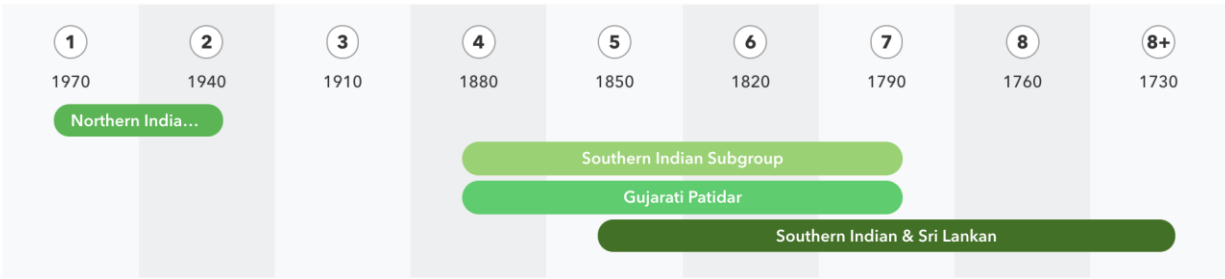 1 2 3 4 5 6 7 8 8+
1970 1940 1910 1880 1850 1820 1790 1760 1730
Northern India...
Southern Indian Subgroup
Gujarati Patidar
Southern Indian & Sri Lankan